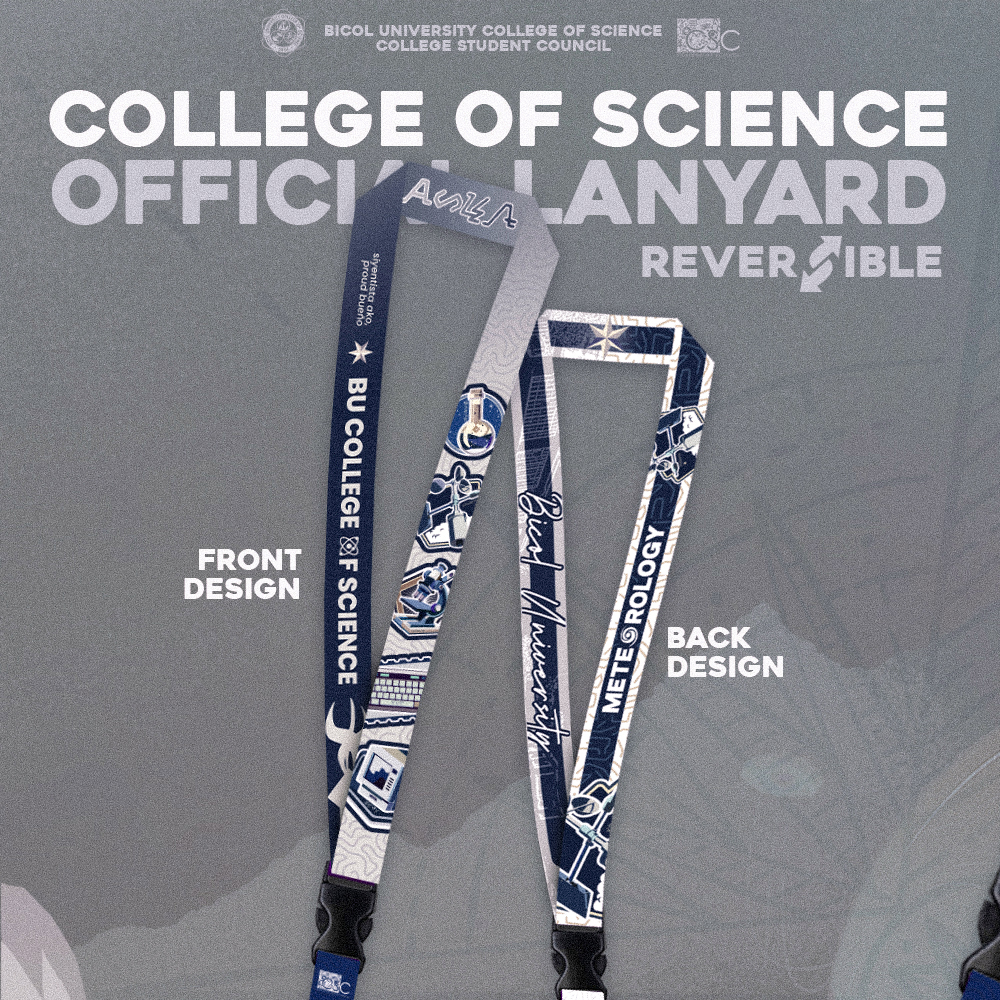 BICOL UNIVERSITY COLLEGE OF SCIENCE
COLLEGE STUDENT COUNCIL
COLLEGE OF SCIENCE
OFFICIAL LANYARD
REVERSIBLE
siyentista ako,
proud bueno
BU COLLEGE OF SCIENCE
FRONT
DESIGN
Bicol University
METEOROLOGY
BACK
DESIGN